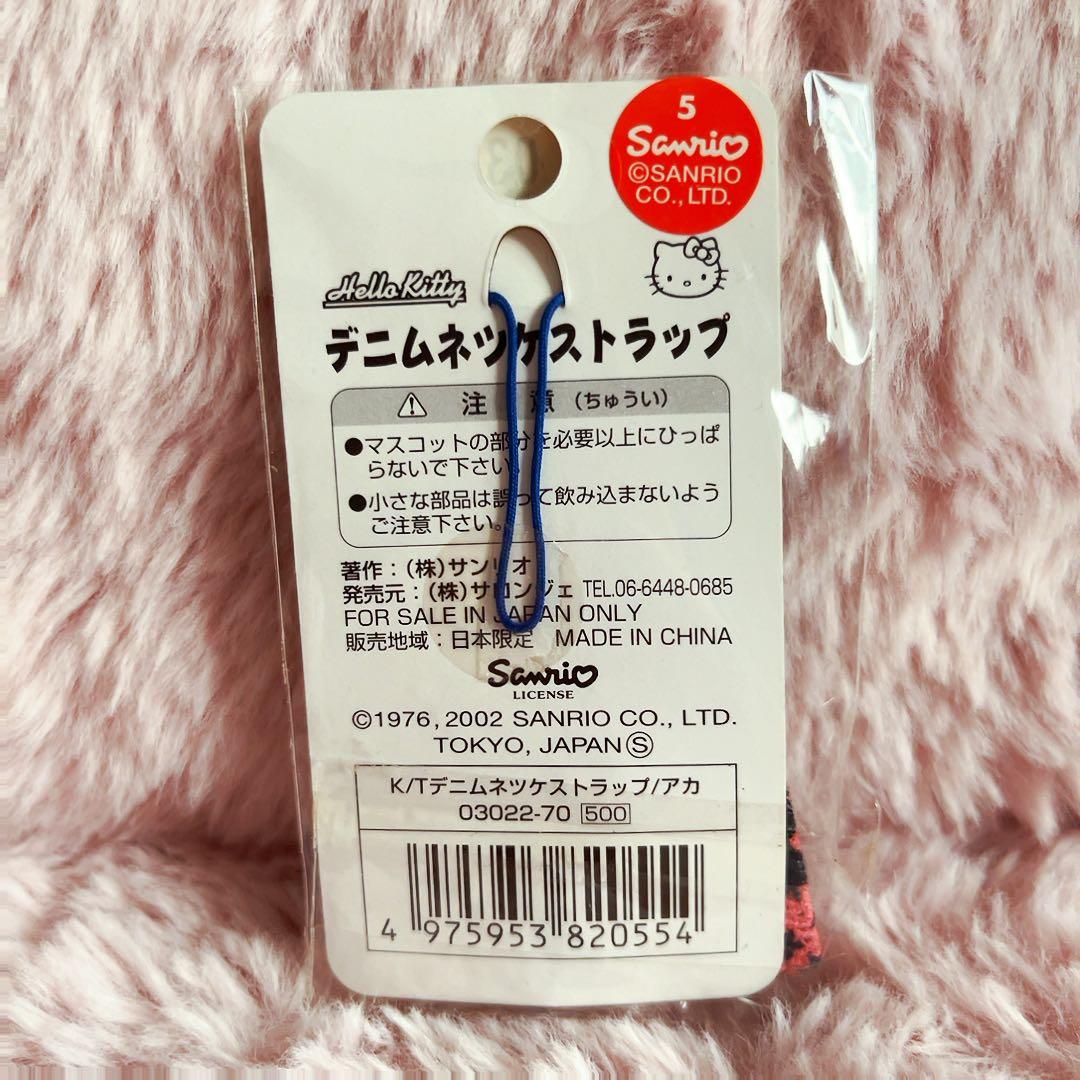 5
Sanrio
©SANRIO
CO., LTD.
Hello Kitty
デニムネツケストラップ
注 意 (ちゅうい)
●マスコットの部分を必要以上にひっぱ
らないで下さい
●小さな部品は誤って飲み込まないよう
ご注意下さい。
著作：(株)サンリオ
発売元：(株)サロンジェ TEL.06-6448-0685
FOR SALE IN JAPAN ONLY
販売地域：日本限定 MADE IN CHINA
Sanrio
LICENSE
©1976, 2002 SANRIO CO., LTD.
TOKYO, JAPAN Ⓢ
K/Tデニムネツケストラップ/アカ
03022-70 500
4 975953 820554